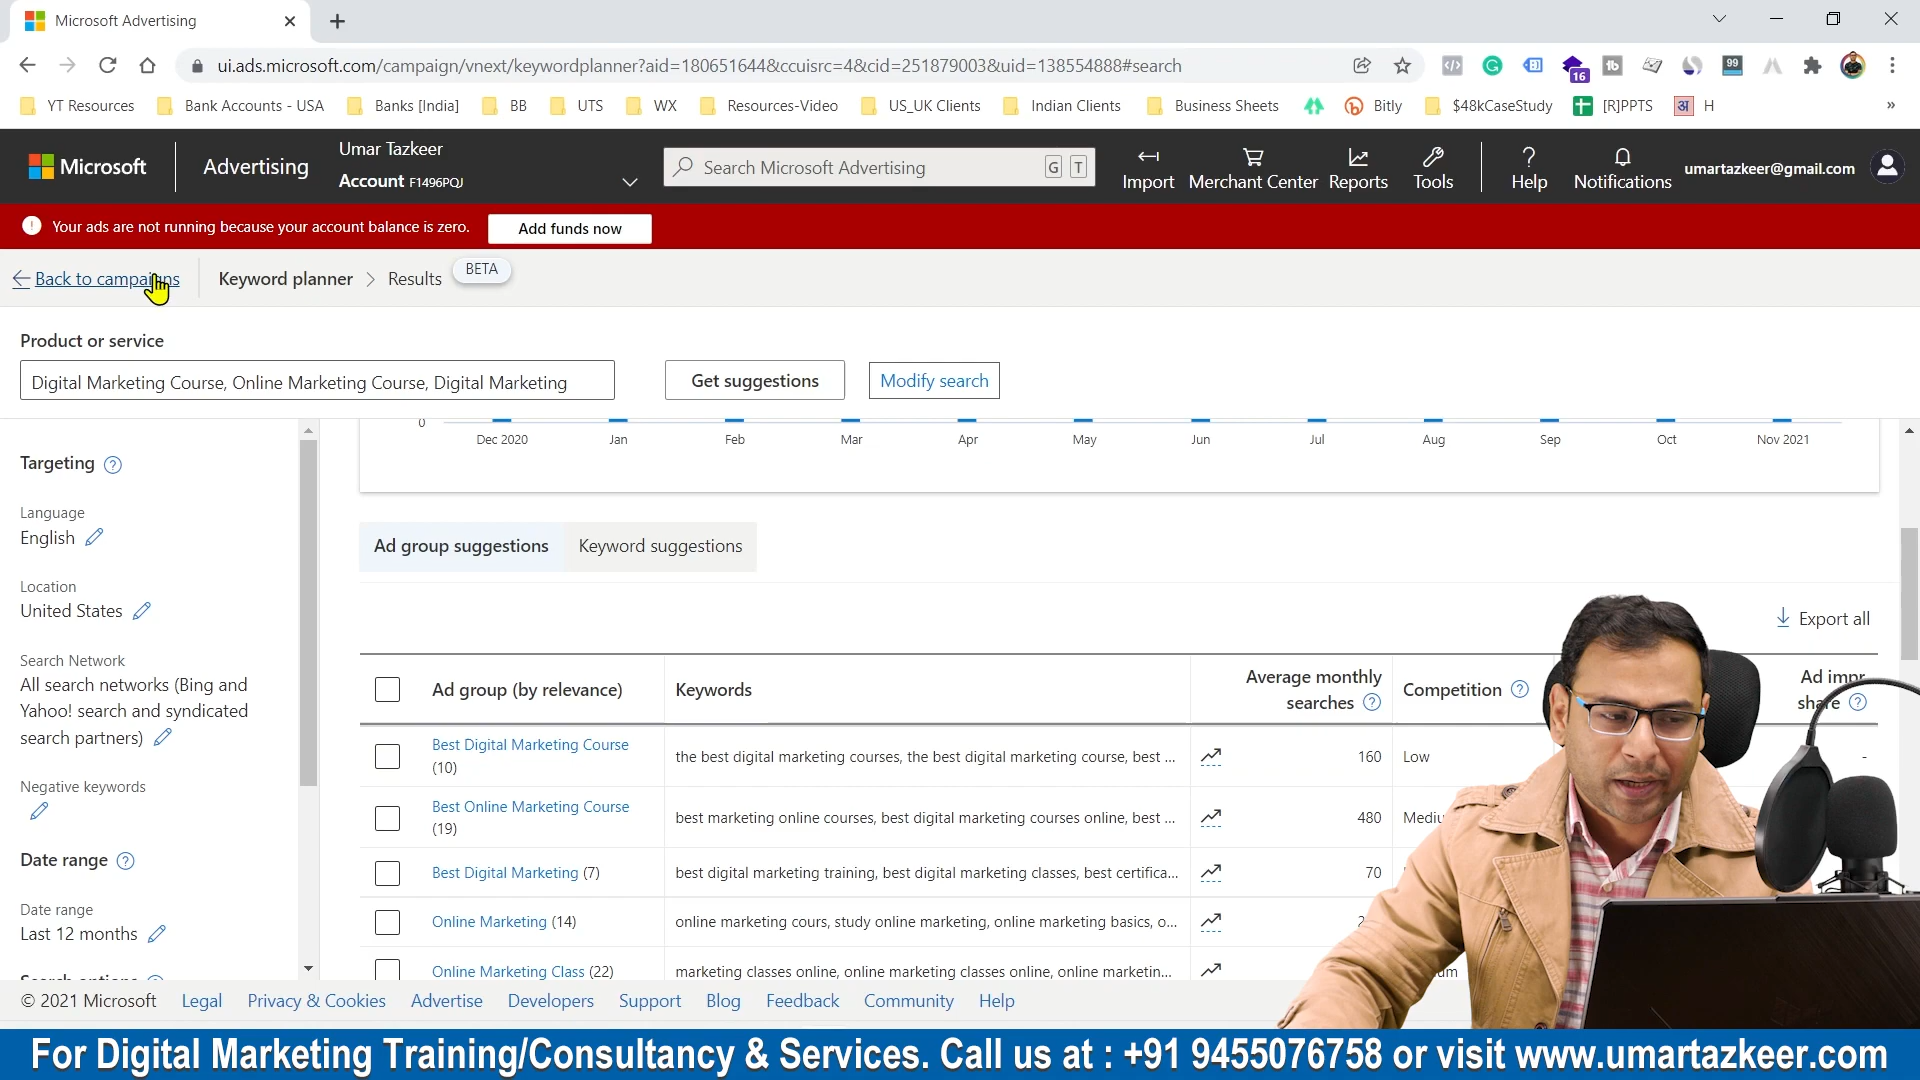 Microsoft Advertising
ui.ads.microsoft.com/campaign/vnext/keywordplanner?aid=180651644&ccuisrc=4&cid=251879003&uid=138554888#search
16
tb
99
YT Resources Bank Accounts - USA Banks [India] BB UTS WX Resources-Video US_UK Clients Indian Clients Business Sheets Bitly $48kCaseStudy [R]PPTS अ H »
Microsoft Advertising
Umar Tazkeer
Account F1496PQJ
Search Microsoft Advertising G T
Import Merchant Center Reports Tools Help Notifications umartazkeer@gmail.com
Your ads are not running because your account balance is zero. Add funds now
Back to campaigns Keyword planner > Results BETA
Product or service
Digital Marketing Course, Online Marketing Course, Digital Marketing Get suggestions Modify search
0
Dec 2020 Jan Feb Mar Apr May Jun Jul Aug Sep Oct Nov 2021
Targeting ?
Language
English
Location
United States
Search Network
All search networks (Bing and
Yahoo! search and syndicated
search partners)
Negative keywords
Date range ?
Date range
Last 12 months
Ad group suggestions Keyword suggestions
Export all
Ad group (by relevance) Keywords Average monthly searches ? Competition ? Ad impr share ?
Best Digital Marketing Course (10) the best digital marketing courses, the best digital marketing course, best ... 160 Low -
Best Online Marketing Course (19) best marketing online courses, best digital marketing courses online, best ... 480 Mediu
Best Digital Marketing (7) best digital marketing training, best digital marketing classes, best certifica... 70
Online Marketing (14) online marketing cours, study online marketing, online marketing basics, o... 2
Online Marketing Class (22) marketing classes online, online marketing classes online, online marketin... um
© 2021 Microsoft Legal Privacy & Cookies Advertise Developers Support Blog Feedback Community Help
For Digital Marketing Training/Consultancy & Services. Call us at : +91 9455076758 or visit www.umartazkeer.com